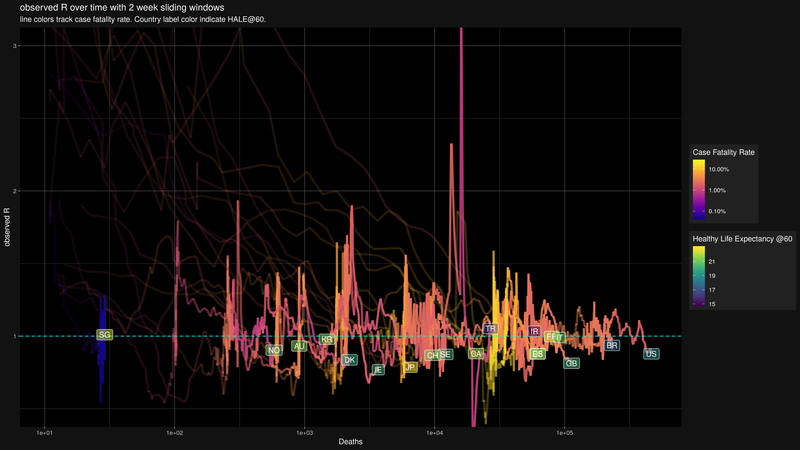 observed R over time with 2 week sliding windows
line colors track case fatality rate. Country label color indicate HALE@60.
3
2
1
observed R
SG
NO
AU
KR
DK
IE
JP
CH
SE
CA
TR
IR
ES
GB
BR
US
1e+01
1e+02
1e+03
1e+04
1e+05
Deaths
Case Fatality Rate
10.00%
1.00%
0.10%
Healthy Life Expectancy @60
21
19
17
15